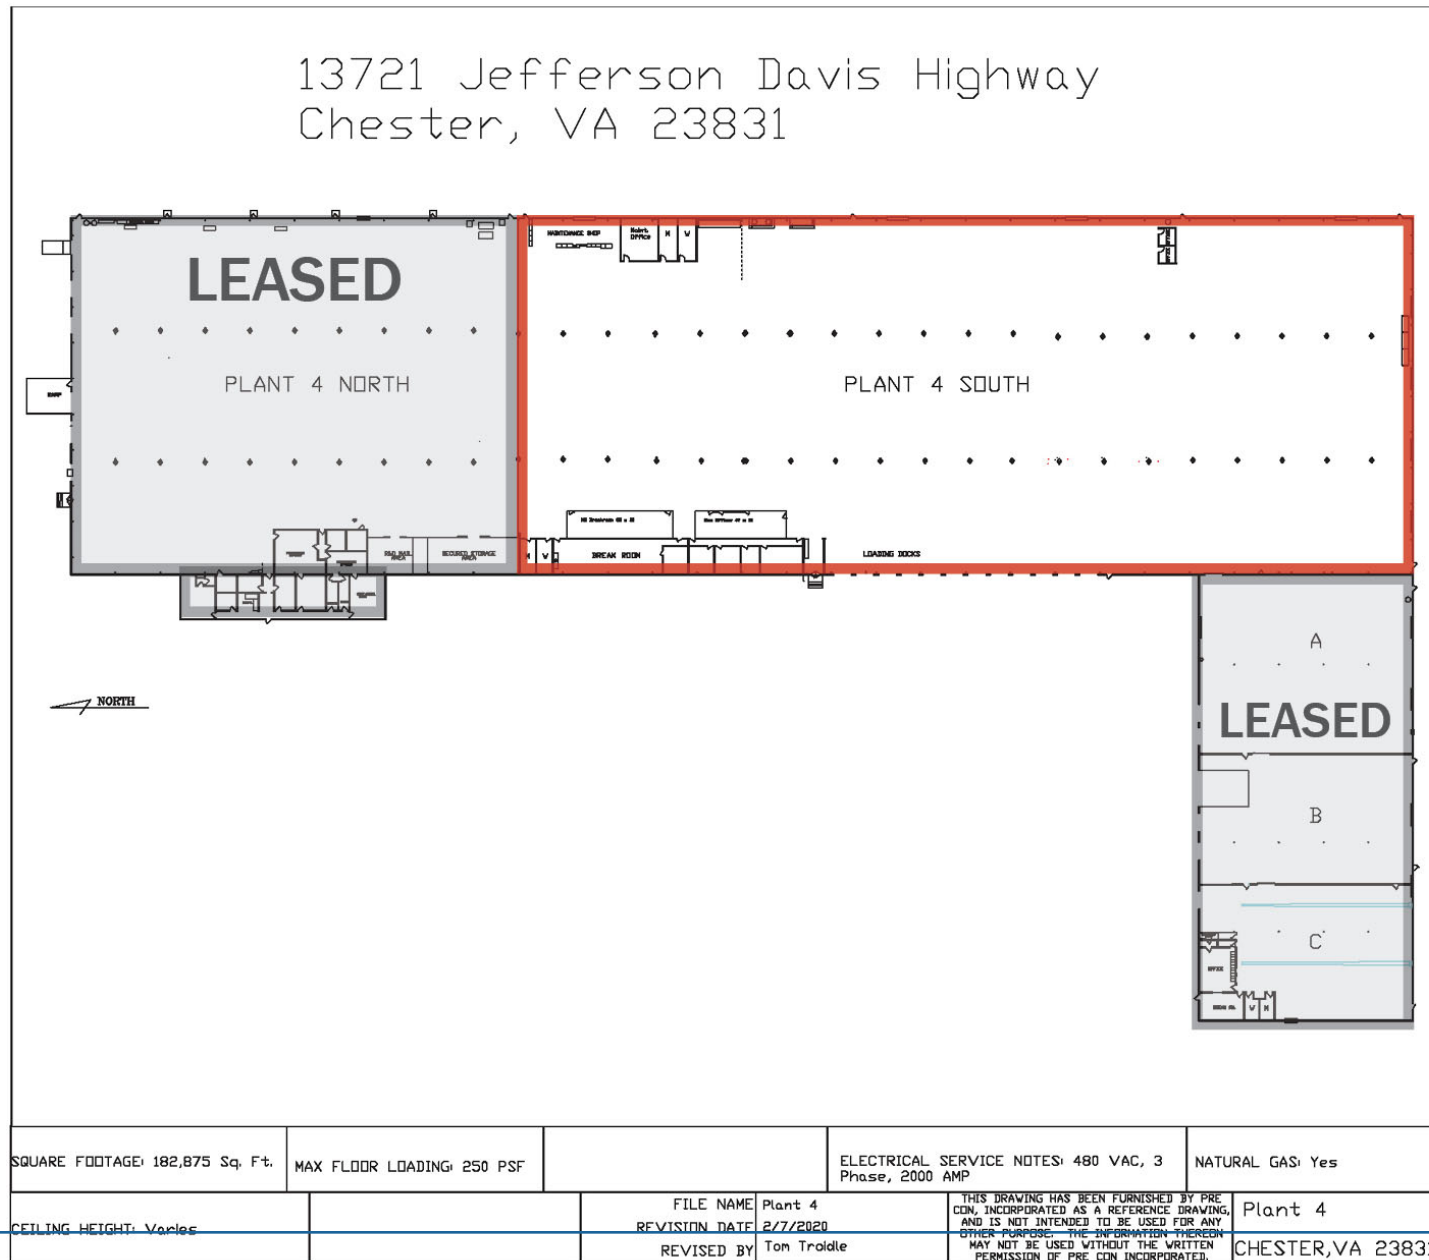 13721 Jefferson Davis Highway
Chester, VA 23831
MAINTENANCE SHOP
Maint.
Office
M
W
LEASED
PLANT 4 NORTH
PLANT 4 SOUTH
RAMP
R&D MAIL
AREA
SECURED STORAGE
AREA
M
W
BREAK ROOM
LOADING DOCKS
NORTH
A
LEASED
B
C
OFFICE
W
M
SQUARE FOOTAGE: 182,875 Sq. Ft.
MAX FLOOR LOADING: 250 PSF
ELECTRICAL SERVICE NOTES: 480 VAC, 3
Phase, 2000 AMP
NATURAL GAS: Yes
CEILING HEIGHT: Varies
FILE NAME Plant 4
REVISION DATE 2/7/2020
REVISED BY Tom Troidle
THIS DRAWING HAS BEEN FURNISHED BY PRE
CON, INCORPORATED AS A REFERENCE DRAWING,
AND IS NOT INTENDED TO BE USED FOR ANY
OTHER PURPOSE. THE INFORMATION THEREON
MAY NOT BE USED WITHOUT THE WRITTEN
PERMISSION OF PRE CON INCORPORATED.
Plant 4
CHESTER,VA 23831